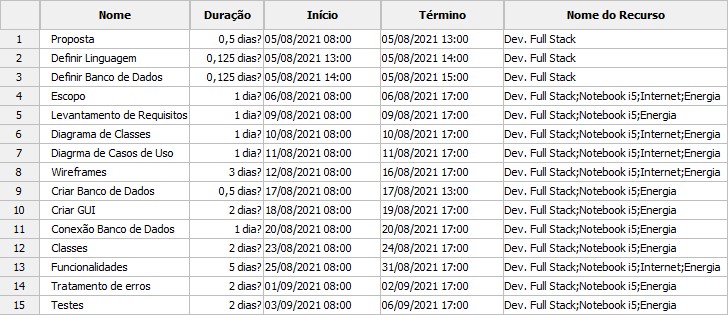 Nome Duração Início Término Nome do Recurso
1 Proposta 0,5 dias? 05/08/2021 08:00 05/08/2021 13:00 Dev. Full Stack
2 Definir Linguagem 0,125 dias? 05/08/2021 13:00 05/08/2021 14:00 Dev. Full Stack
3 Definir Banco de Dados 0,125 dias? 05/08/2021 14:00 05/08/2021 15:00 Dev. Full Stack
4 Escopo 1 dia? 06/08/2021 08:00 06/08/2021 17:00 Dev. Full Stack;Notebook i5;Internet;Energia
5 Levantamento de Requisitos 1 dia? 09/08/2021 08:00 09/08/2021 17:00 Dev. Full Stack;Notebook i5;Energia
6 Diagrama de Classes 1 dia? 10/08/2021 08:00 10/08/2021 17:00 Dev. Full Stack;Notebook i5;Internet;Energia
7 Diagrma de Casos de Uso 1 dia? 11/08/2021 08:00 11/08/2021 17:00 Dev. Full Stack;Notebook i5;Internet;Energia
8 Wireframes 3 dias? 12/08/2021 08:00 16/08/2021 17:00 Dev. Full Stack;Notebook i5;Internet;Energia
9 Criar Banco de Dados 0,5 dias? 17/08/2021 08:00 17/08/2021 13:00 Dev. Full Stack;Notebook i5;Energia
10 Criar GUI 2 dias? 18/08/2021 08:00 19/08/2021 17:00 Dev. Full Stack;Notebook i5;Energia
11 Conexão Banco de Dados 1 dia? 20/08/2021 08:00 20/08/2021 17:00 Dev. Full Stack;Notebook i5;Energia
12 Classes 2 dias? 23/08/2021 08:00 24/08/2021 17:00 Dev. Full Stack;Notebook i5;Energia
13 Funcionalidades 5 dias? 25/08/2021 08:00 31/08/2021 17:00 Dev. Full Stack;Notebook i5;Internet;Energia
14 Tratamento de erros 2 dias? 01/09/2021 08:00 02/09/2021 17:00 Dev. Full Stack;Notebook i5;Energia
15 Testes 2 dias? 03/09/2021 08:00 06/09/2021 17:00 Dev. Full Stack;Notebook i5;Energia